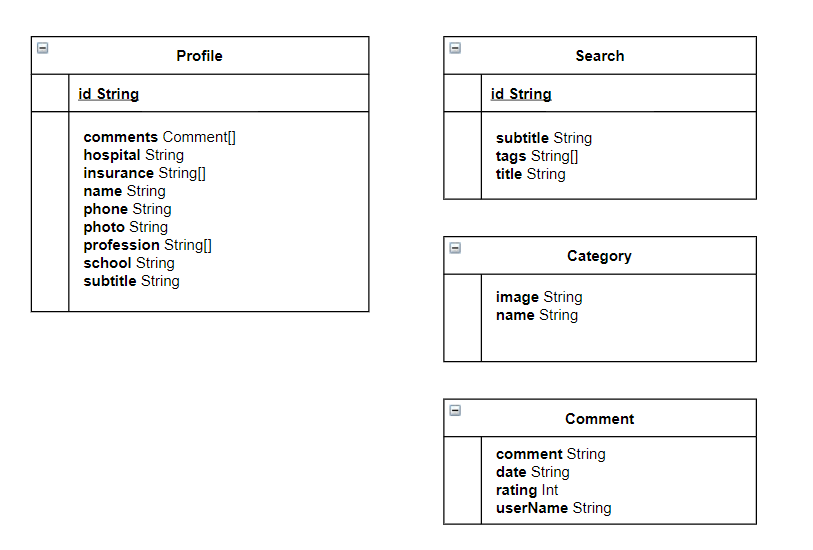 Profile
id String
comments Comment[]
hospital String
insurance String[]
name String
phone String
photo String
profession String[]
school String
subtitle String
Search
id String
subtitle String
tags String[]
title String
Category
image String
name String
Comment
comment String
date String
rating Int
userName String